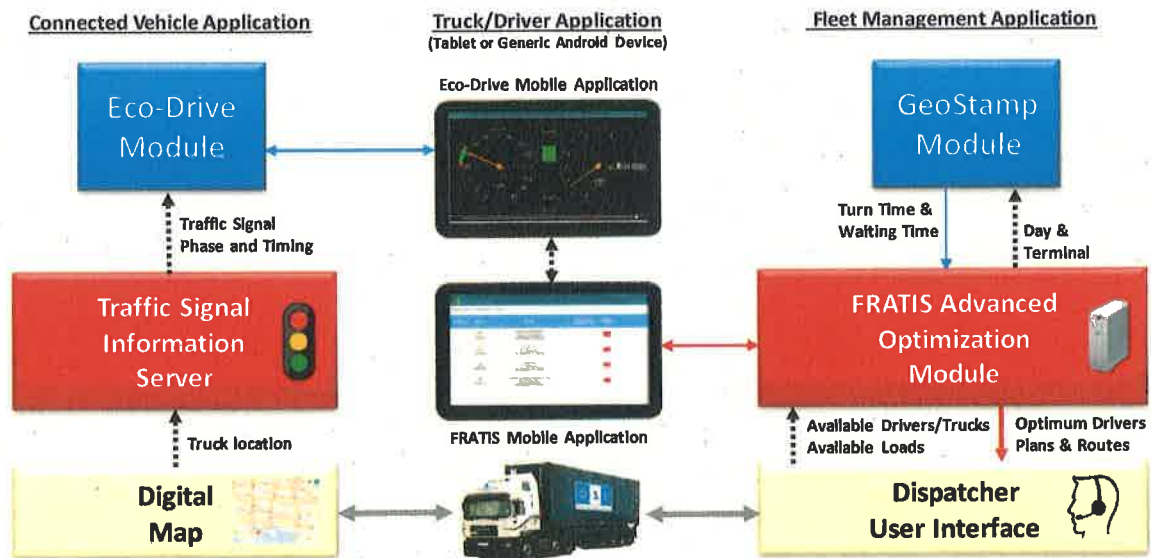 Connected Vehicle Application
Truck/Driver Application
(Tablet or Generic Android Device)
Fleet Management Application
Eco-Drive Mobile Application
Eco-Drive
Module
GeoStamp
Module
Traffic Signal
Phase and Timing
Turn Time &
Waiting Time
Day &
Terminal
Traffic Signal
Information
Server
FRATIS Advanced
Optimization
Module
Truck location
FRATIS Mobile Application
Available Drivers/Trucks
Available Loads
Optimum Drivers
Plans & Routes
Digital
Map
Dispatcher
User Interface